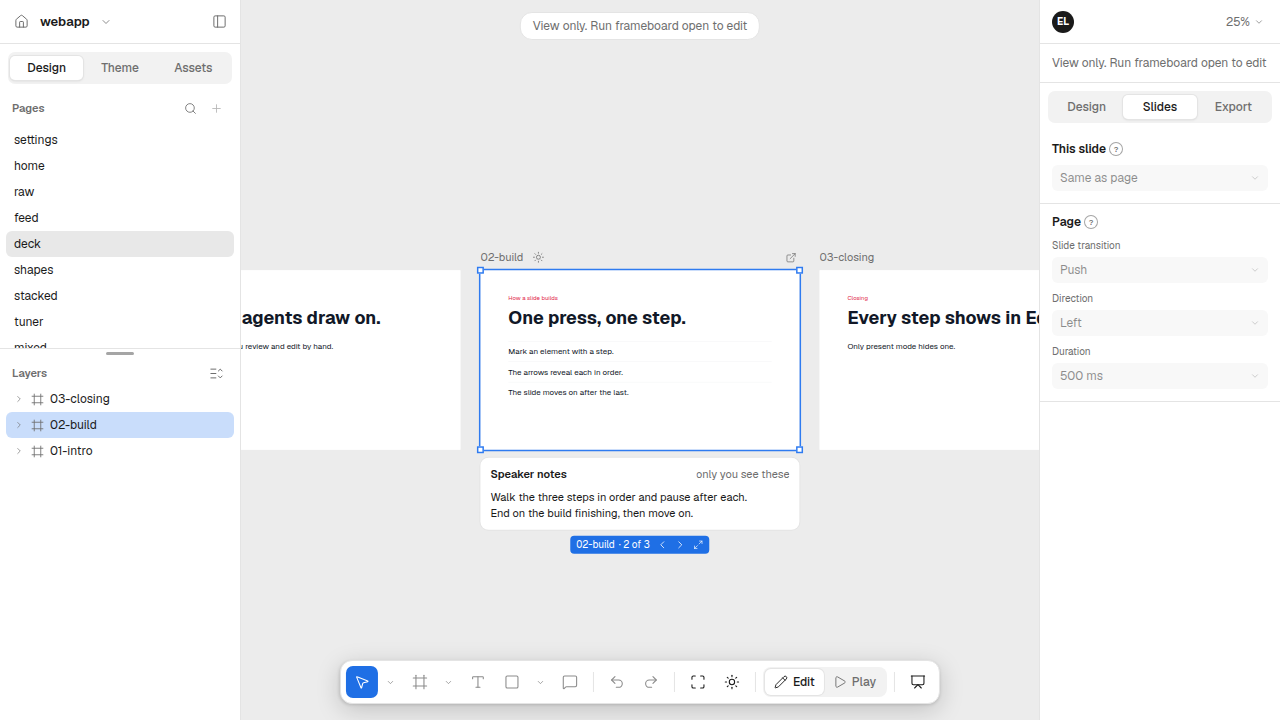 webapp
Design
Theme
Assets
Pages
settings
home
raw
feed
deck
shapes
stacked
tuner
mixed
Layers
03-closing
02-build
01-intro
View only. Run frameboard open to edit
agents draw on.
review and edit by hand.
02-build
How a slide builds
One press, one step.
Mark an element with a step.
The arrows reveal each in order.
The slide moves on after the last.
03-closing
Closing
Every step shows in Ed
Only present mode hides one.
Speaker notes
only you see these
Walk the three steps in order and pause after each.
End on the build finishing, then move on.
02-build · 2 of 3
Edit
Play
EL
25%
View only. Run frameboard open to edit
Design
Slides
Export
This slide ?
Same as page
Page ?
Slide transition
Push
Direction
Left
Duration
500 ms